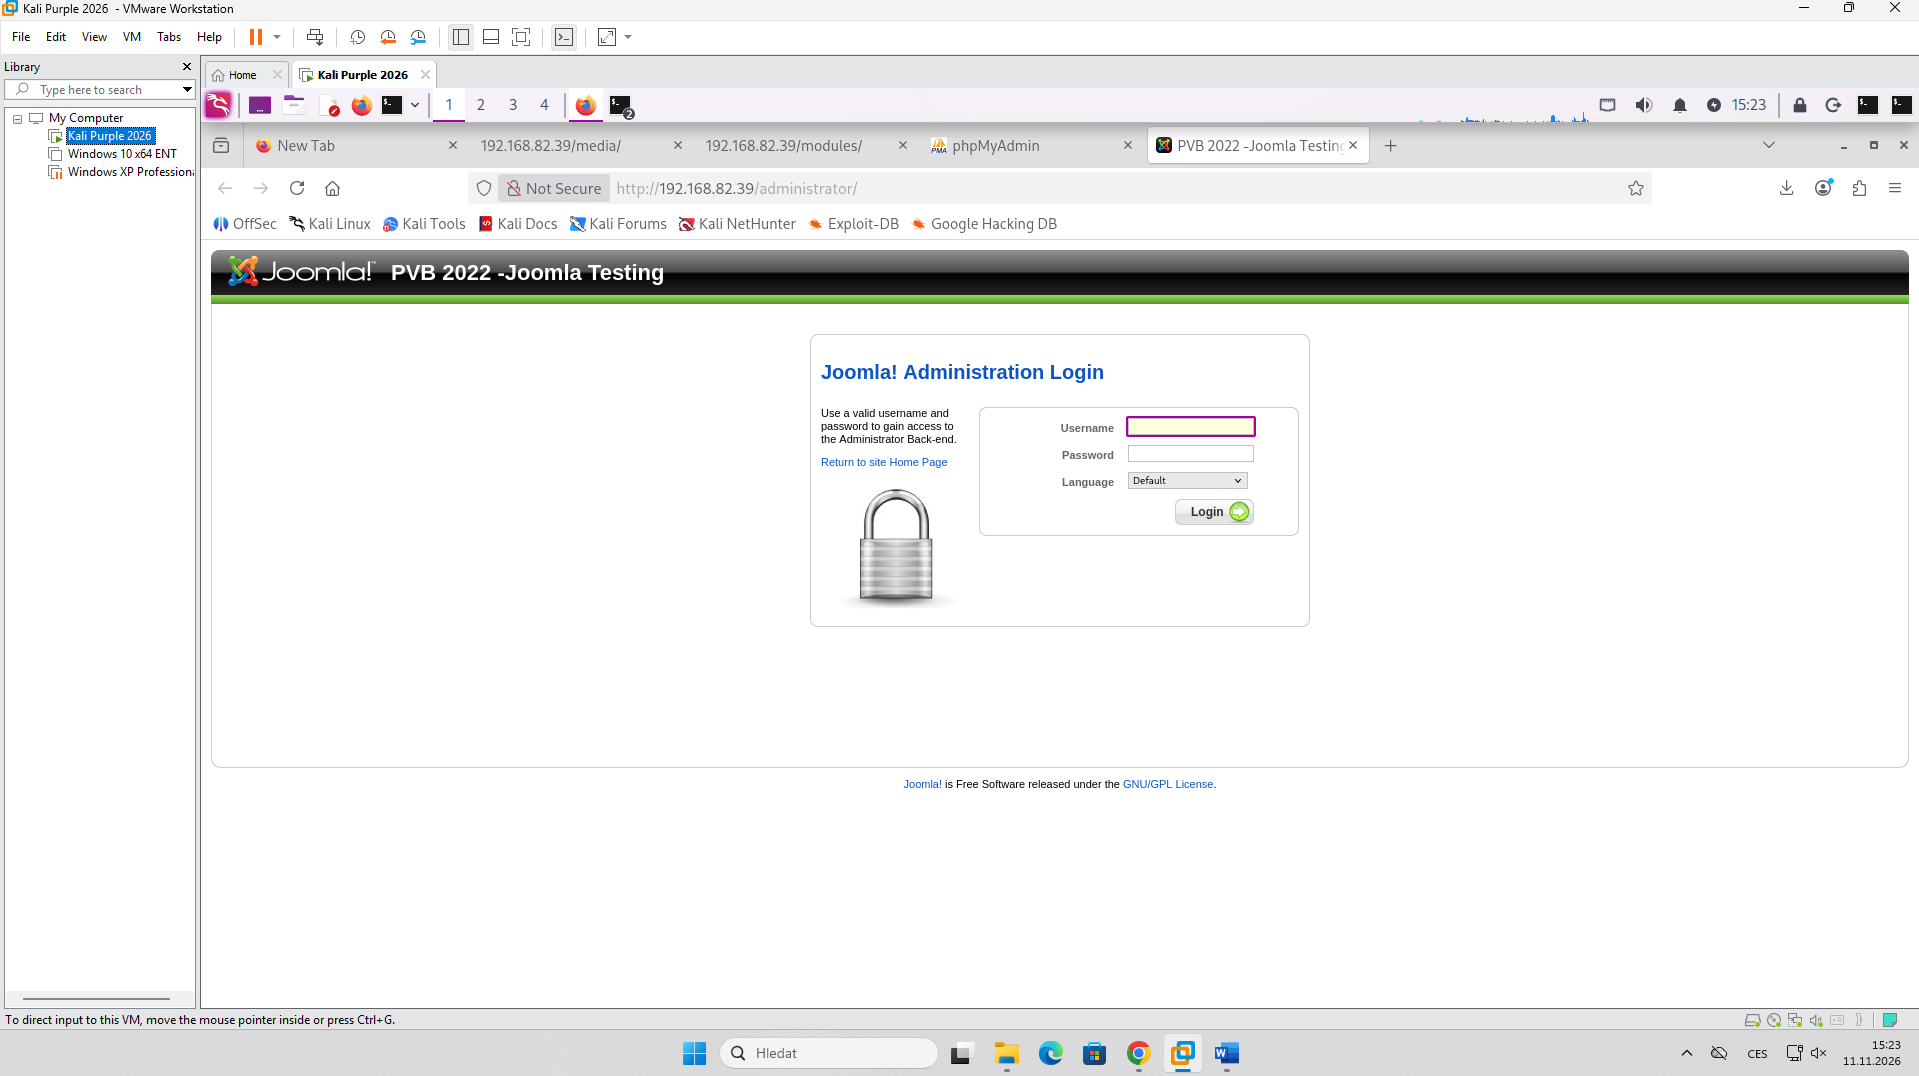 Kali Purple 2026 - VMware Workstation
File Edit View VM Tabs Help
Library
Home Kali Purple 2026
Type here to search
My Computer
Kali Purple 2026
Windows 10 x64 ENT
Windows XP Professiona
1 2 3 4 2 15:23
New Tab 192.168.82.39/media/ 192.168.82.39/modules/ PMA phpMyAdmin PVB 2022 -Joomla Testing
Not Secure http://192.168.82.39/administrator/
OffSec Kali Linux Kali Tools Kali Docs Kali Forums Kali NetHunter Exploit-DB Google Hacking DB
Joomla!™ PVB 2022 -Joomla Testing
Joomla! Administration Login
Use a valid username and
password to gain access to
the Administrator Back-end.
Return to site Home Page
Username
Password
Language Default
Login
Joomla! is Free Software released under the GNU/GPL License.
To direct input to this VM, move the mouse pointer inside or press Ctrl+G.
Hledat
CES
15:23
11.11.2026